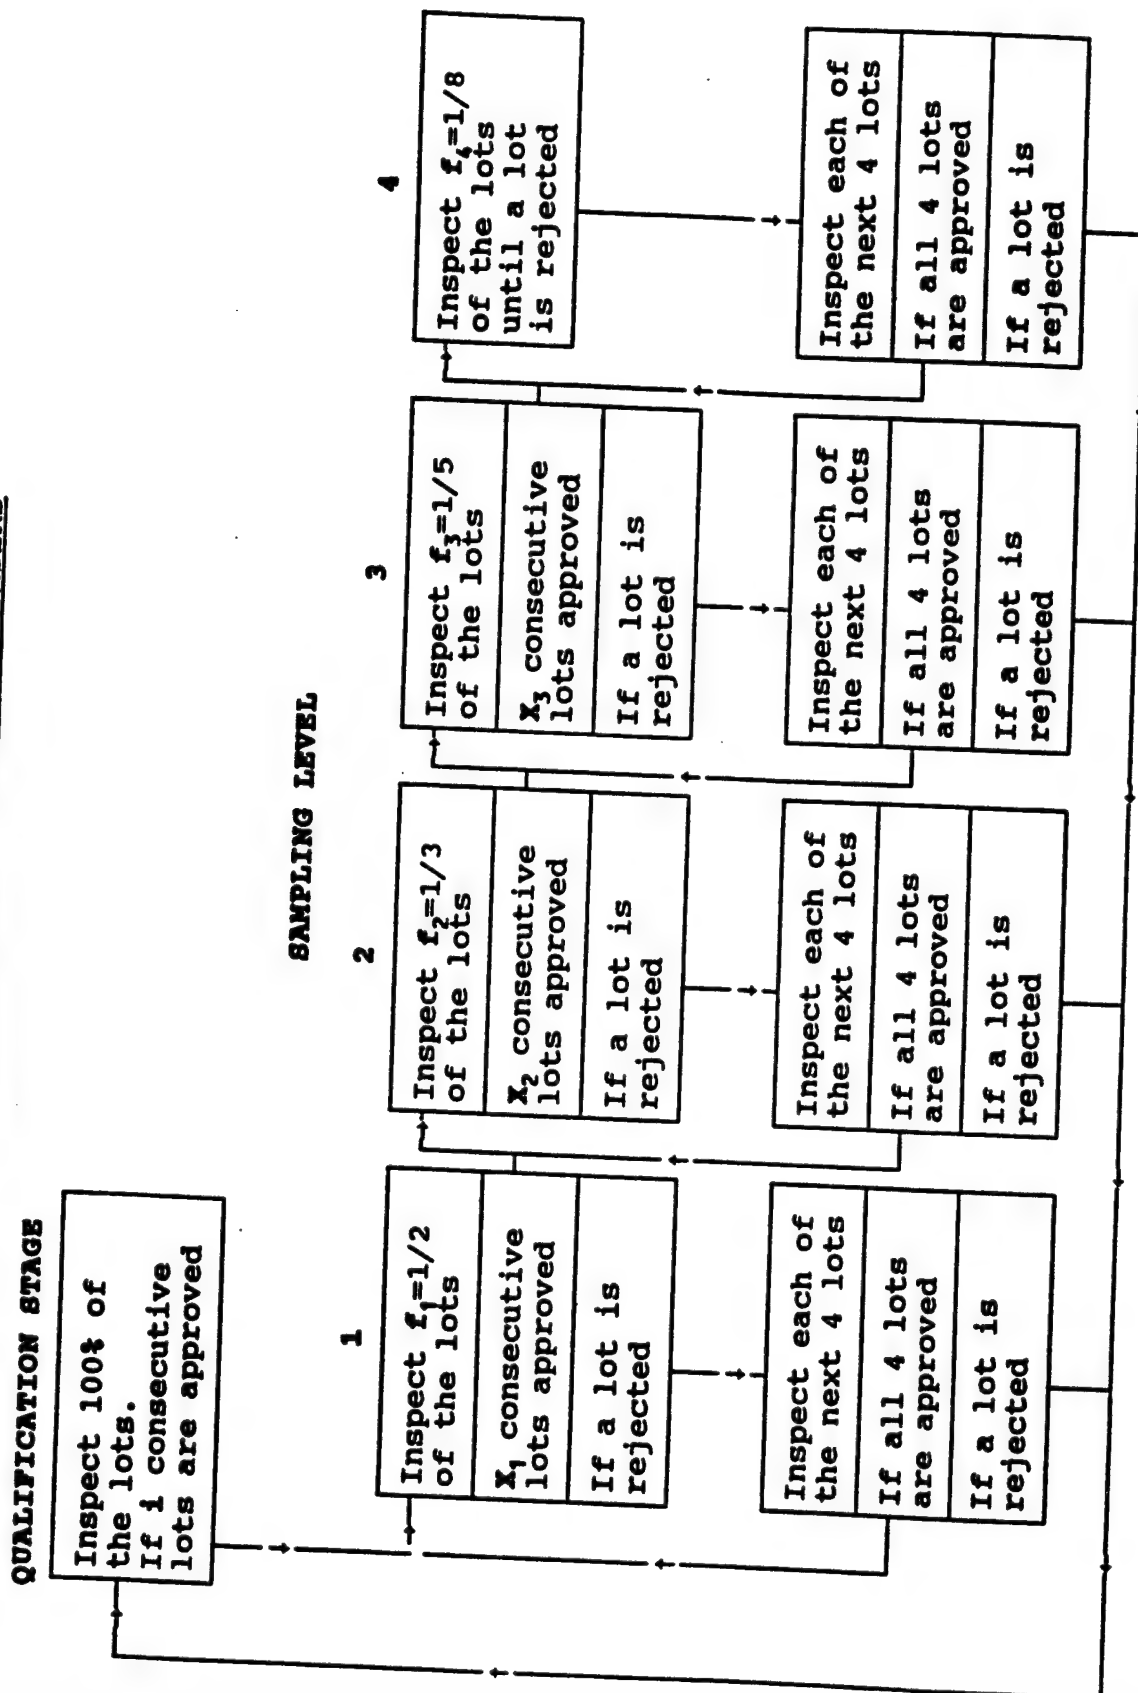 QUALIFICATION STAGE
Inspect 100% of
the lots.
If i consecutive
lots are approved
SAMPLING LEVEL
1
Inspect f1=1/2
of the lots
X1 consecutive
lots approved
If a lot is
rejected
Inspect each of
the next 4 lots
If all 4 lots
are approved
If a lot is
rejected
2
Inspect f2=1/3
of the lots
X2 consecutive
lots approved
If a lot is
rejected
Inspect each of
the next 4 lots
If all 4 lots
are approved
If a lot is
rejected
3
Inspect f3=1/5
of the lots
X3 consecutive
lots approved
If a lot is
rejected
Inspect each of
the next 4 lots
If all 4 lots
are approved
If a lot is
rejected
4
Inspect f4=1/8
of the lots
until a lot
is rejected
Inspect each of
the next 4 lots
If all 4 lots
are approved
If a lot is
rejected